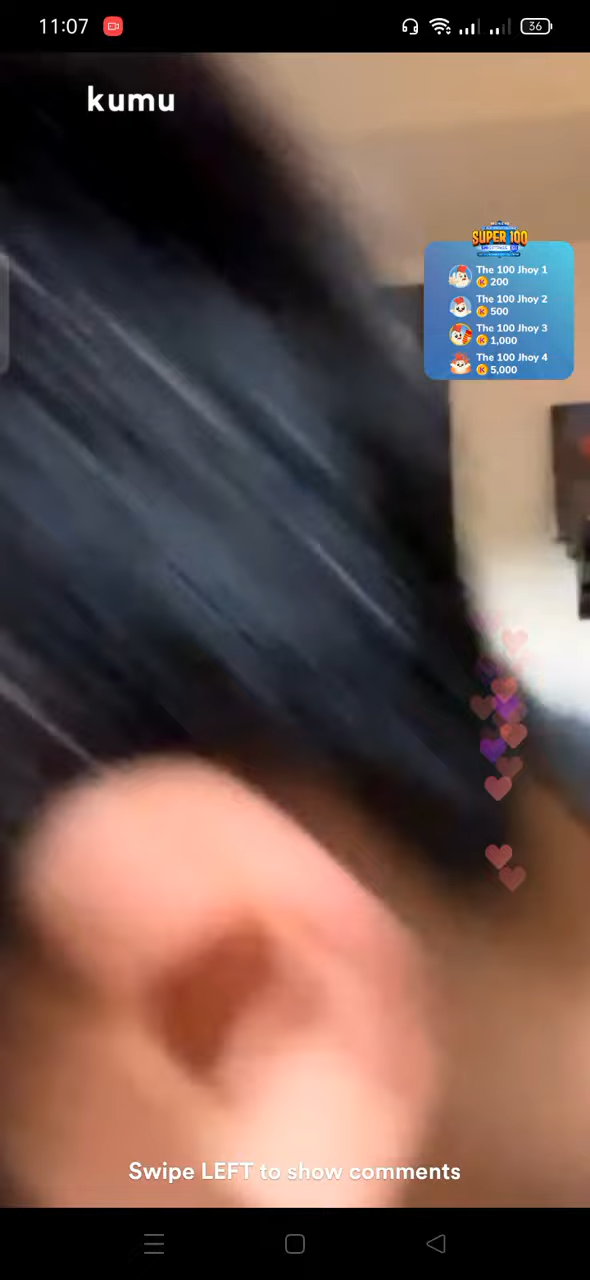 11:07
36
kumu
SUPER 100
The 100 Jhoy 1
200
The 100 Jhoy 2
500
The 100 Jhoy 3
1,000
The 100 Jhoy 4
5,000
Swipe LEFT to show comments